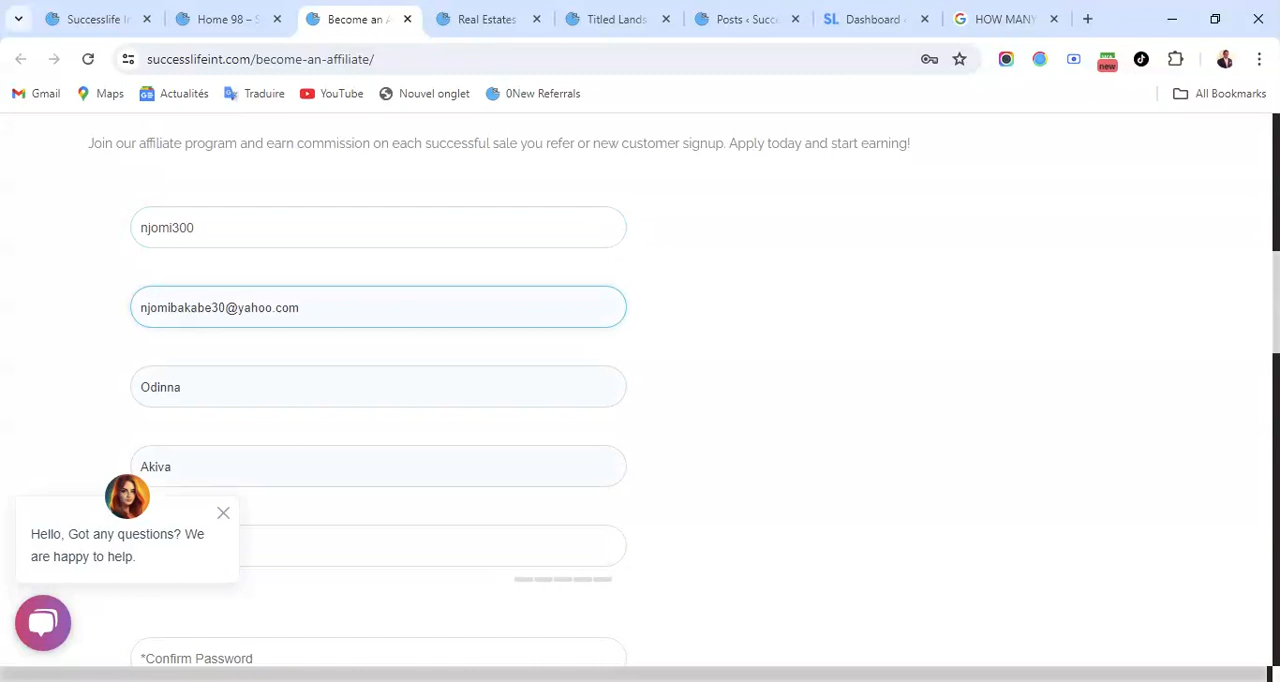 Successlife In
Home 98 – S
Become an A
Real Estates
Titled Lands
Posts ‹ Succe
SL Dashboard
HOW MANY
successlifeint.com/become-an-affiliate/
new
Gmail
Maps
Actualités
Traduire
YouTube
Nouvel onglet
0New Referrals
All Bookmarks
Join our affiliate program and earn commission on each successful sale you refer or new customer signup. Apply today and start earning!
njomi300
njomibakabe30@yahoo.com
Odinna
Akiva
Hello, Got any questions? We
are happy to help.
*Confirm Password